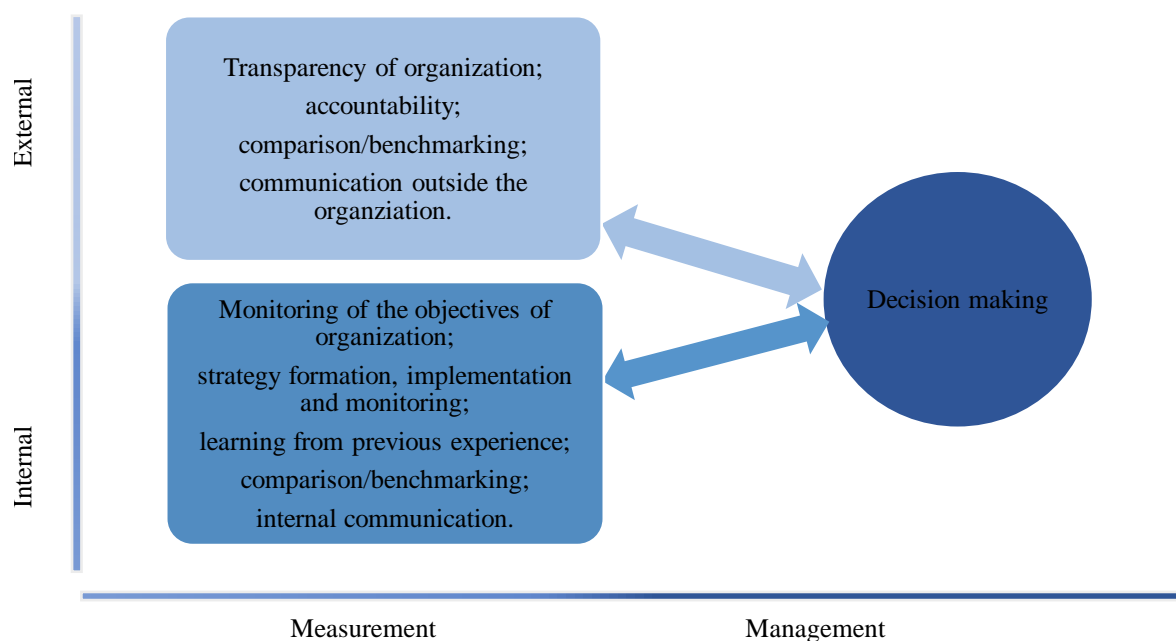 External
Transparency of organization;
accountability;
comparison/benchmarking;
communication outside the
organziation.
Decision making
Internal
Monitoring of the objectives of
organization;
strategy formation, implementation
and monitoring;
learning from previous experience;
comparison/benchmarking;
internal communication.
Measurement
Management